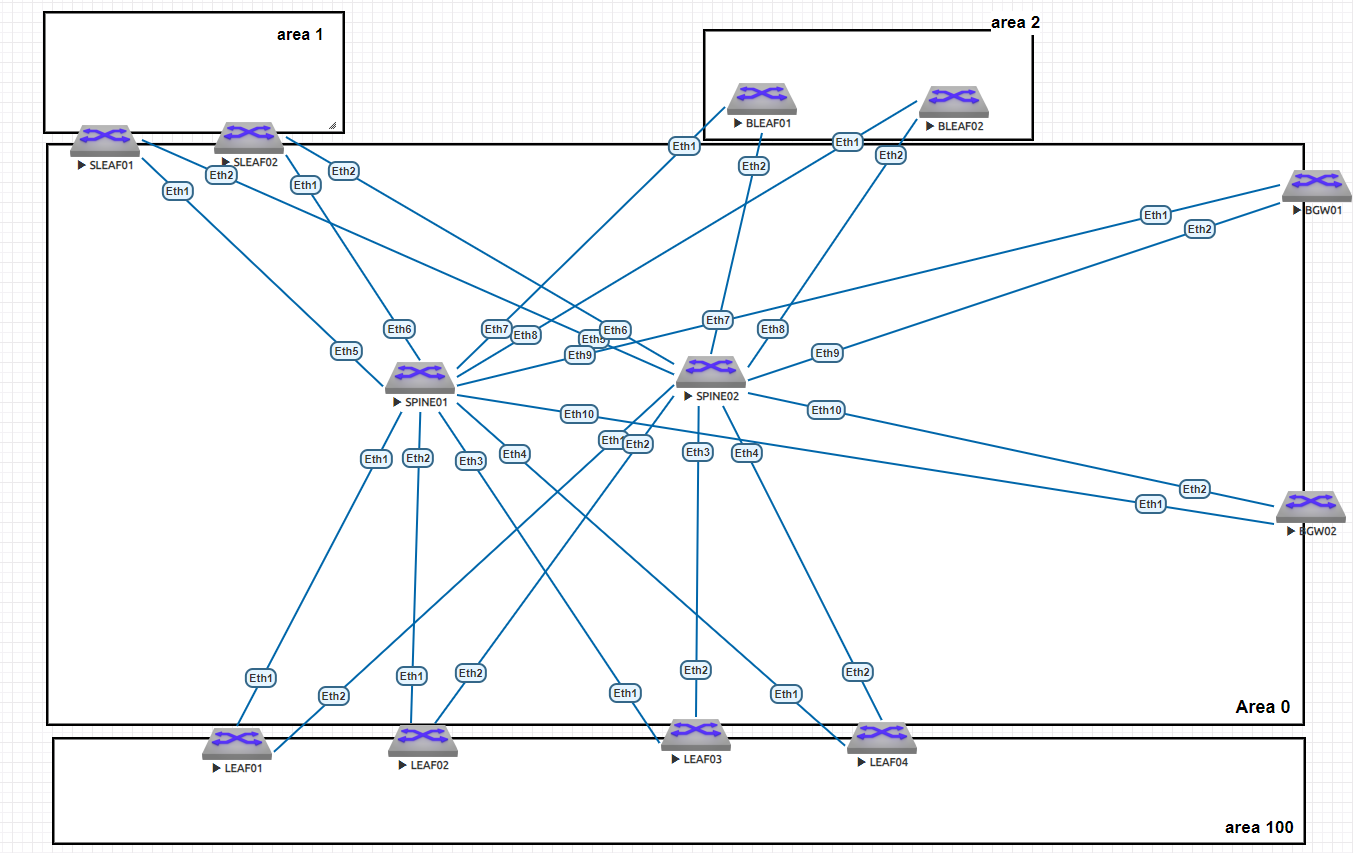 area 1
area 2
BLEAF01
BLEAF02
SLEAF01
SLEAF02
Eth1
Eth1
Eth2
Eth2
Eth2
Eth2
Eth1
Eth1
BGW01
Eth1
Eth2
Eth6
Eth7
Eth8
Eth5
Eth6
Eth7
Eth8
Eth5
Eth9
Eth9
SPINE01
SPINE02
Eth10
Eth10
Eth1
Eth2
Eth3
Eth4
Eth1
Eth2
Eth3
Eth4
Eth2
Eth1
BGW02
Eth1
Eth2
Eth1
Eth2
Eth1
Eth2
Eth1
Eth2
Area 0
LEAF01
LEAF02
LEAF03
LEAF04
area 100